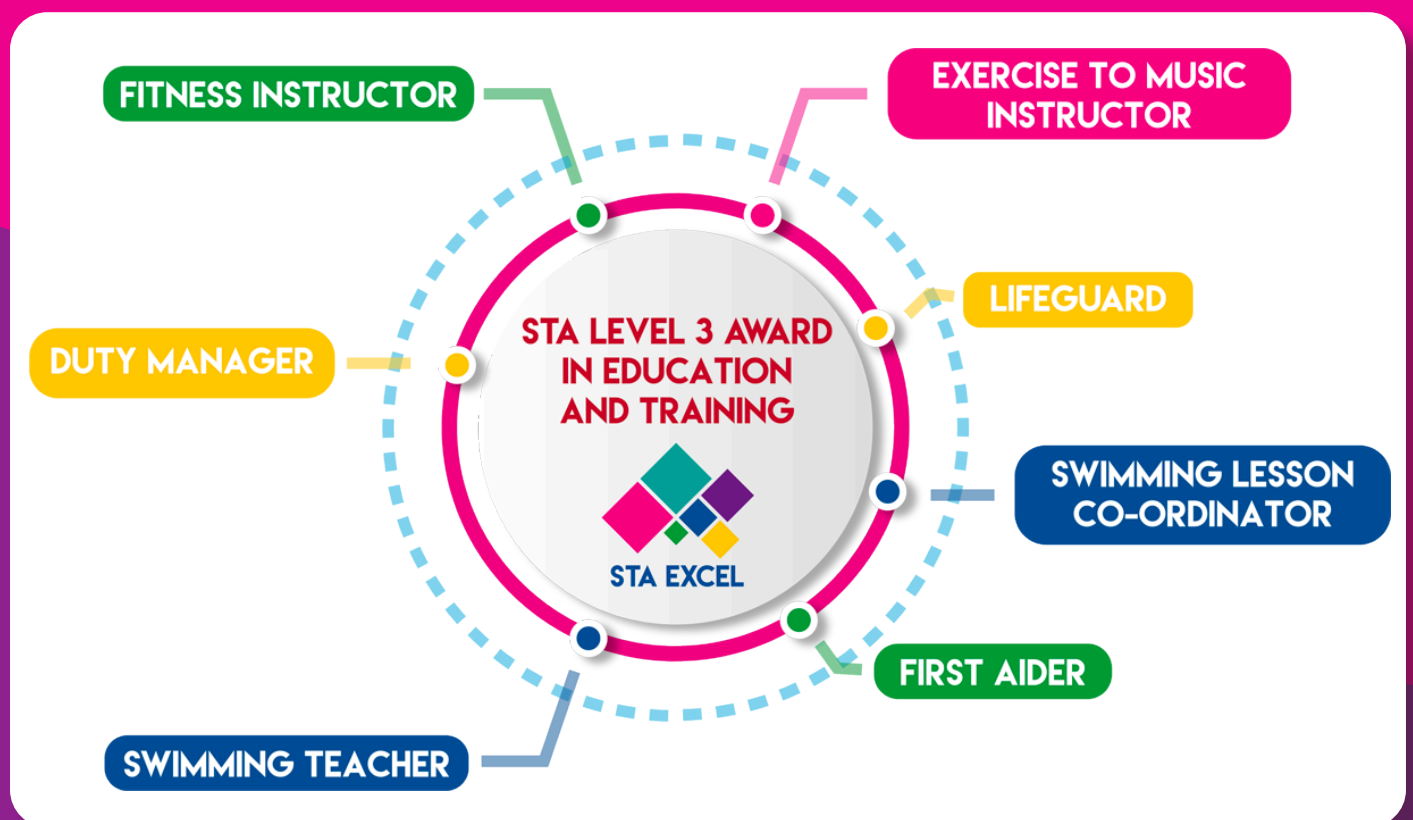 FITNESS INSTRUCTOR
EXERCISE TO MUSIC
INSTRUCTOR
LIFEGUARD
DUTY MANAGER
STA LEVEL 3 AWARD
IN EDUCATION
AND TRAINING
STA EXCEL
SWIMMING LESSON
CO-ORDINATOR
FIRST AIDER
SWIMMING TEACHER